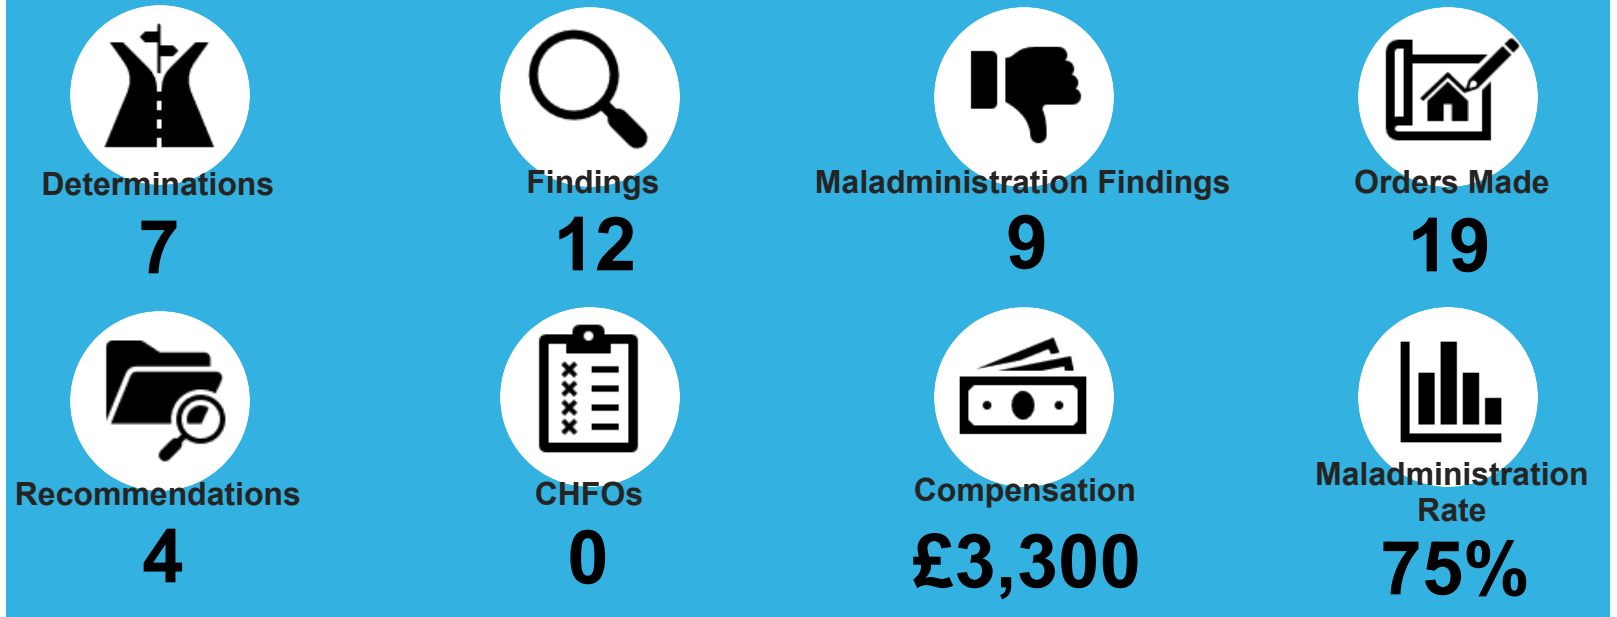 Determinations
7
Findings
12
Maladministration Findings
9
Orders Made
19
Recommendations
4
CHFOs
0
Compensation
£3,300
Maladministration
Rate
75%